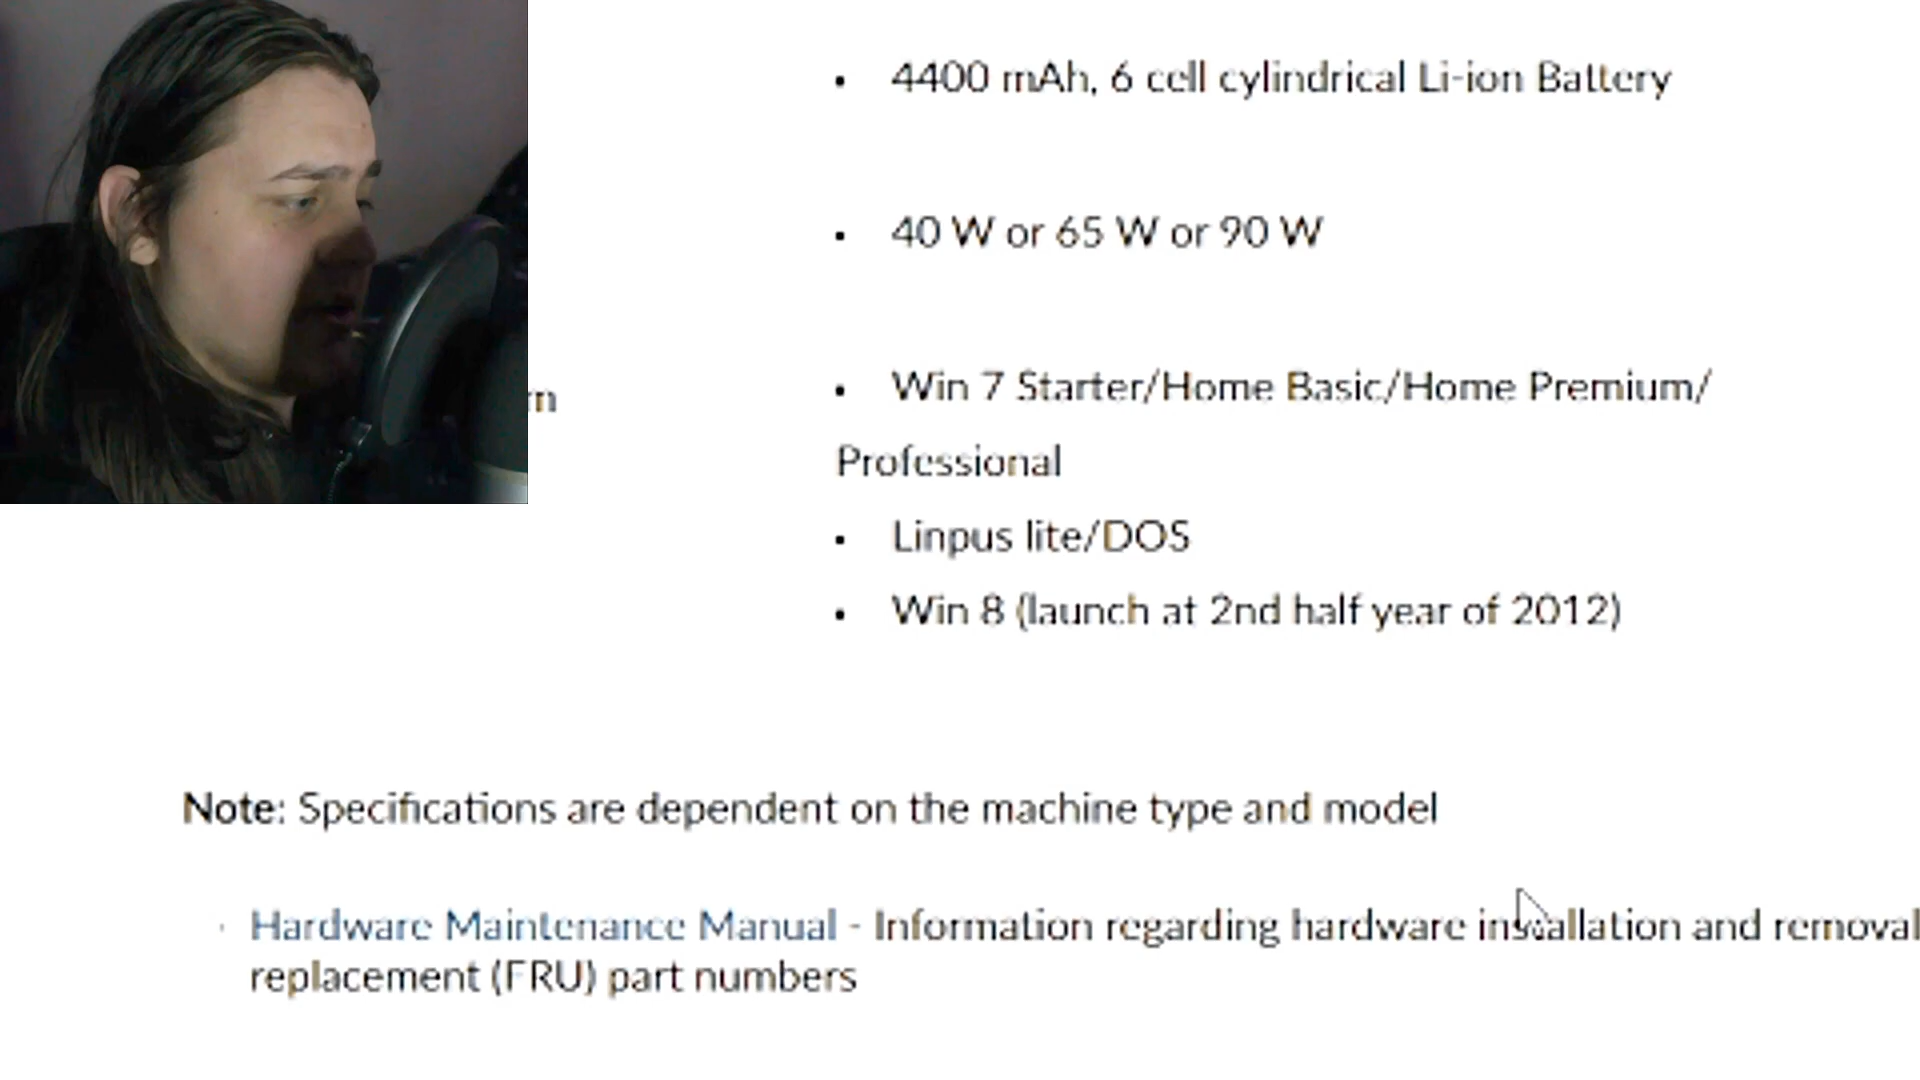 4400 mAh, 6 cell cylindrical Li-ion Battery
40 W or 65 W or 90 W
Win 7 Starter/Home Basic/Home Premium/
Professional
Linpus lite/DOS
Win 8 (launch at 2nd half year of 2012)
Note: Specifications are dependent on the machine type and model
Hardware Maintenance Manual - Information regarding hardware installation and removal
replacement (FRU) part numbers